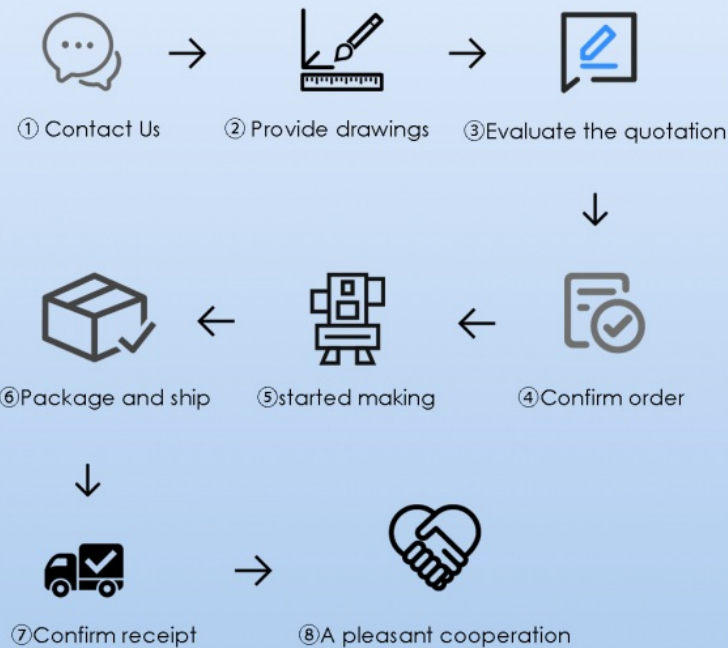 ① Contact Us
② Provide drawings
③Evaluate the quotation
④Confirm order
⑤started making
⑥Package and ship
⑦Confirm receipt
⑧A pleasant cooperation